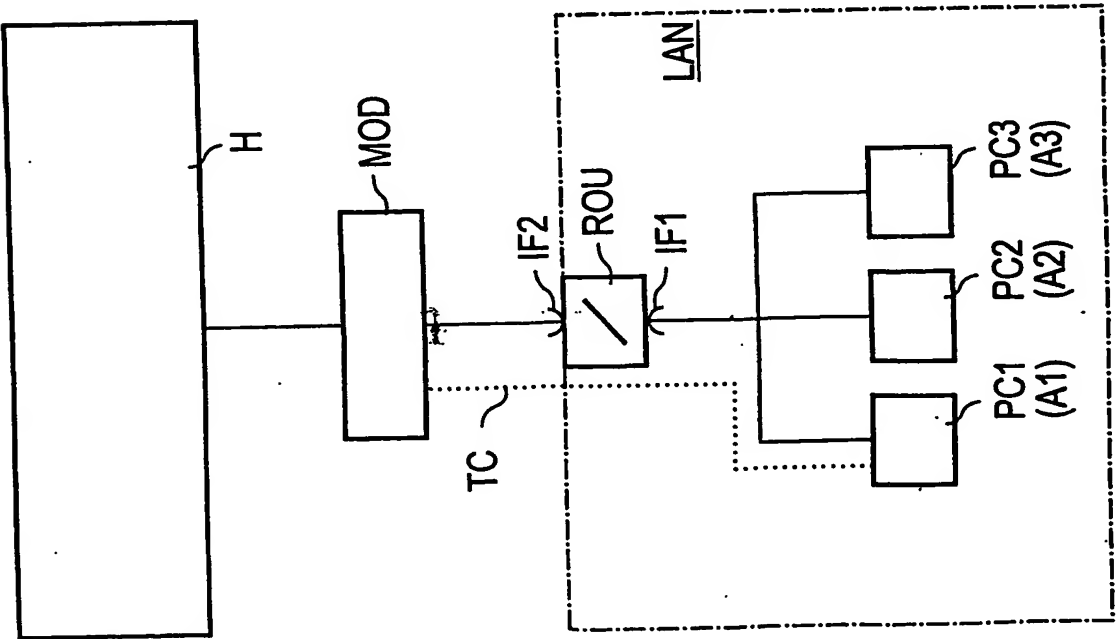 H
MOD
IF2
ROU
IF1
TC
LAN
PC1
(A1)
PC2
(A2)
PC3
(A3)